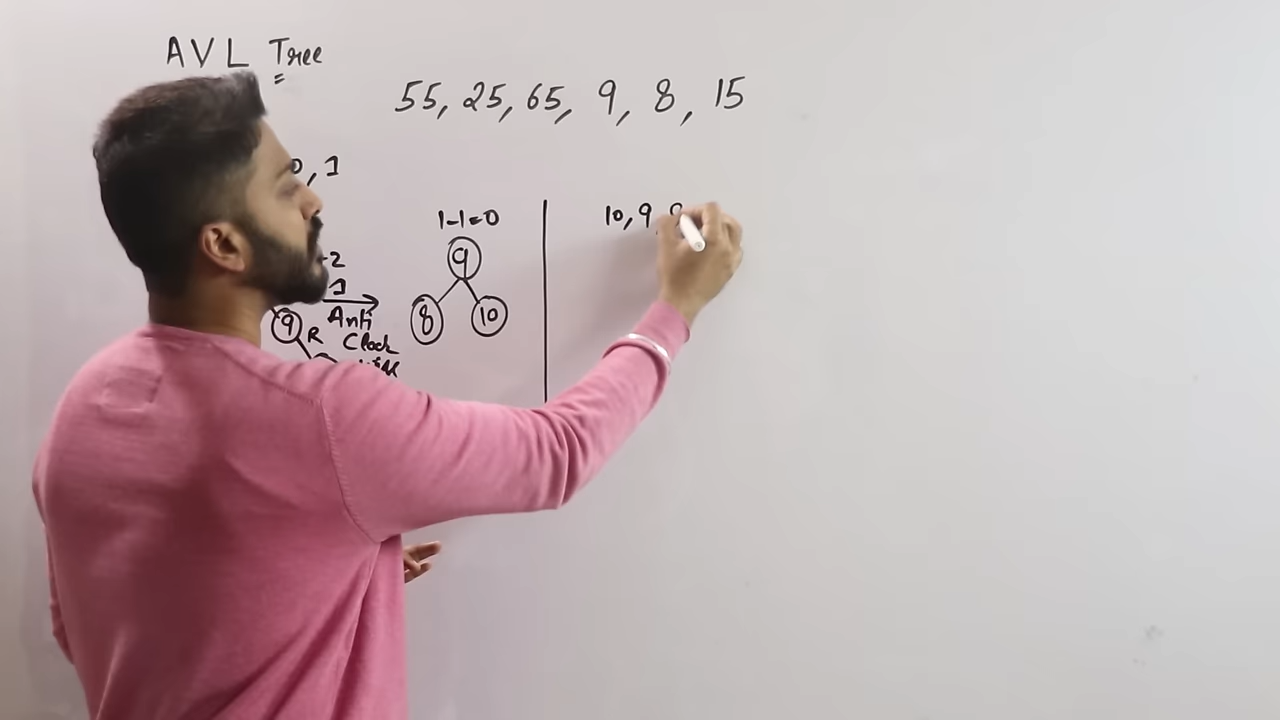 AVL Tree
55, 25, 65, 9, 8, 15
0, 1
1-1=0
10, 9, 8
9
8
10
-2
1
Anti
Clock
9
R